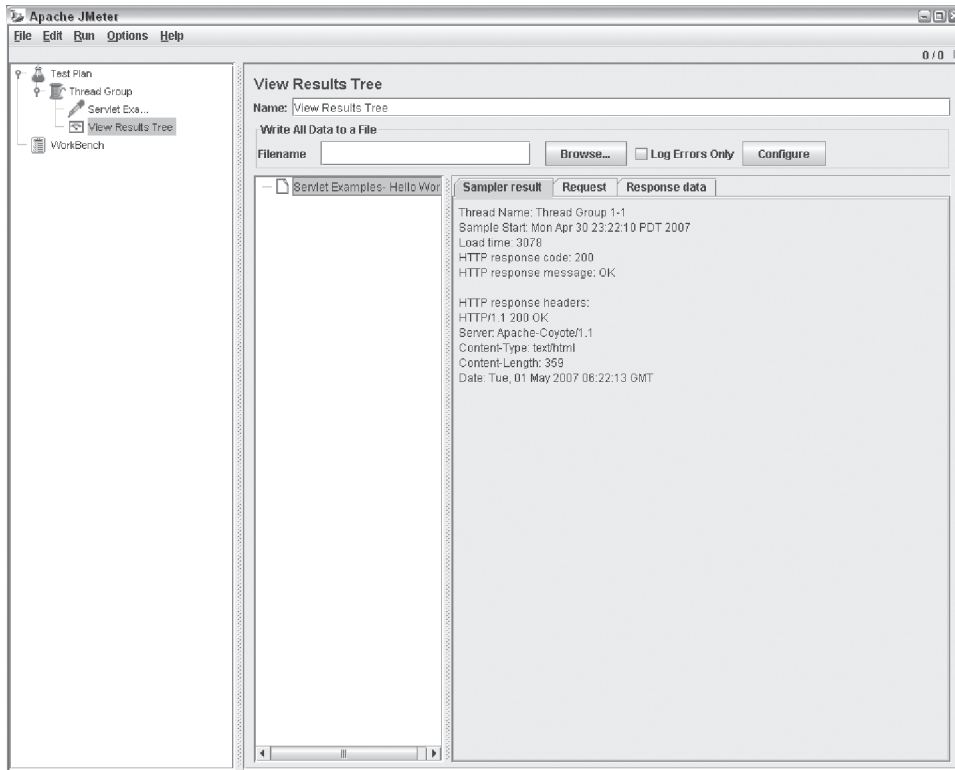 Apache JMeter
File Edit Run Options Help
0 / 0
Test Plan
Thread Group
Servlet Exa...
View Results Tree
WorkBench
View Results Tree
Name: View Results Tree
Write All Data to a File
Filename Browse... Log Errors Only Configure
Servlet Examples- Hello Wor
Sampler result Request Response data
Thread Name: Thread Group 1-1
Sample Start: Mon Apr 30 23:22:10 PDT 2007
Load time: 3078
HTTP response code: 200
HTTP response message: OK
HTTP response headers:
HTTP/1.1 200 OK
Server: Apache-Coyote/1.1
Content-Type: text/html
Content-Length: 359
Date: Tue, 01 May 2007 06:22:13 GMT